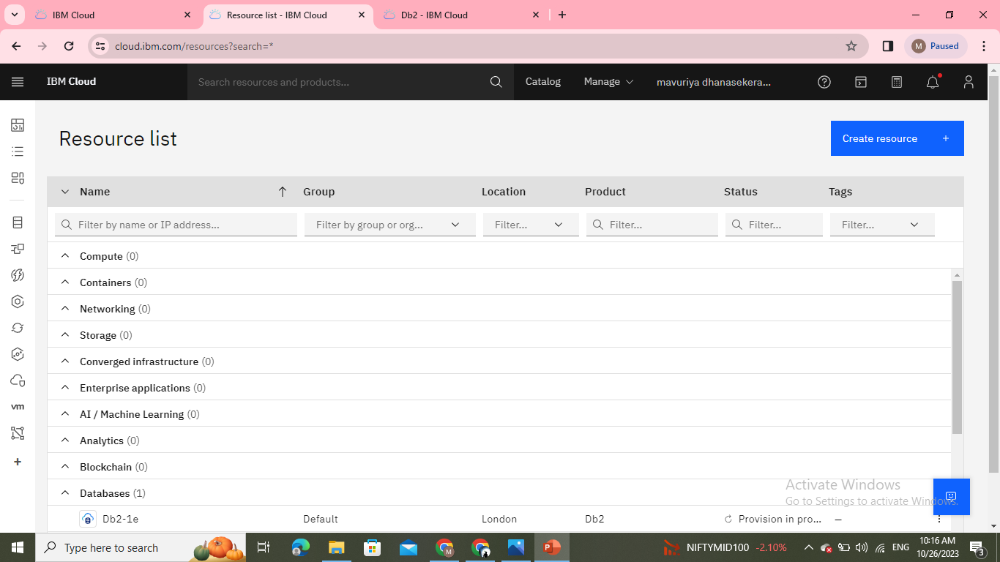 IBM Cloud
Resource list - IBM Cloud
Db2 - IBM Cloud
cloud.ibm.com/resources?search=*
M Paused
IBM Cloud
Search resources and products...
Catalog
Manage
mavuriya dhanasekera...
Resource list
Create resource +
Name
Group
Location
Product
Status
Tags
Filter by name or IP address...
Filter by group or org...
Filter...
Filter...
Filter...
Filter...
Compute (0)
Containers (0)
Networking (0)
Storage (0)
Converged infrastructure (0)
Enterprise applications (0)
AI / Machine Learning (0)
Analytics (0)
Blockchain (0)
Databases (1)
Db2-1e
Default
London
Db2
Provision in pro...
–
vm
Activate Windows
Go to Settings to activate Windows.
Type here to search
NIFTYMID100 -2.10%
ENG
10:16 AM
10/26/2023
3